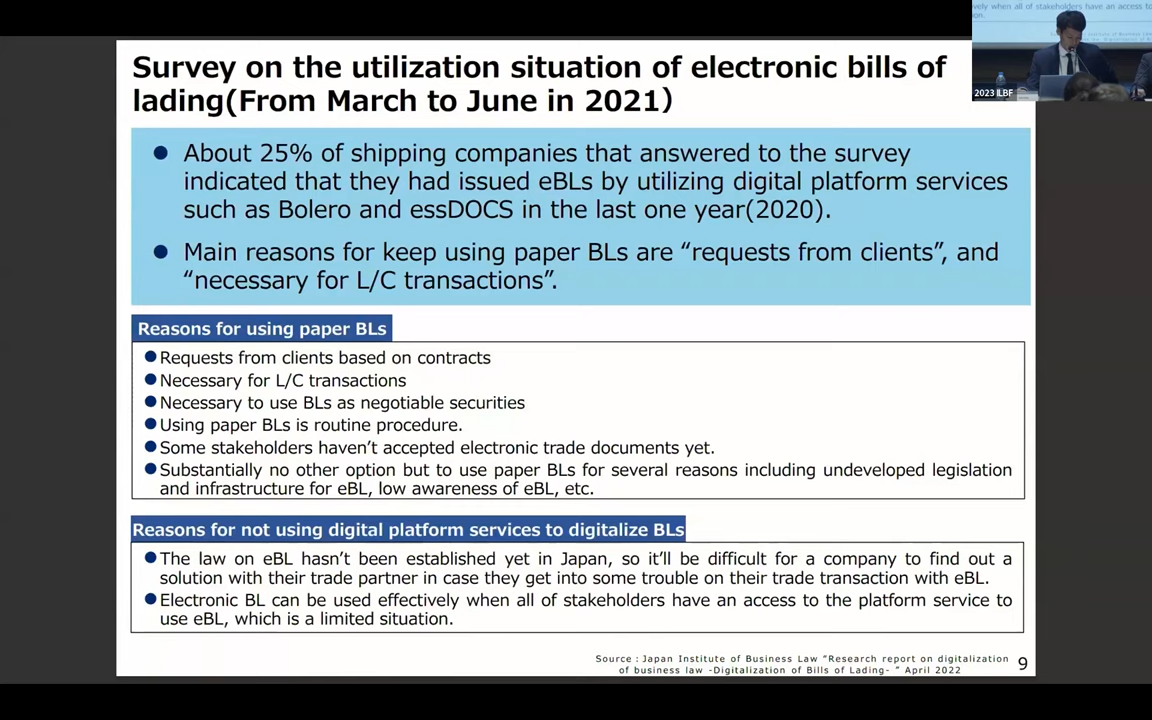 Survey on the utilization situation of electronic bills of
lading(From March to June in 2021)
● About 25% of shipping companies that answered to the survey
indicated that they had issued eBLs by utilizing digital platform services
such as Bolero and essDOCS in the last one year(2020).
● Main reasons for keep using paper BLs are “requests from clients”, and
“necessary for L/C transactions”.
Reasons for using paper BLs
●Requests from clients based on contracts
●Necessary for L/C transactions
●Necessary to use BLs as negotiable securities
●Using paper BLs is routine procedure.
●Some stakeholders haven’t accepted electronic trade documents yet.
●Substantially no other option but to use paper BLs for several reasons including undeveloped legislation
and infrastructure for eBL, low awareness of eBL, etc.
Reasons for not using digital platform services to digitalize BLs
●The law on eBL hasn’t been established yet in Japan, so it’ll be difficult for a company to find out a
solution with their trade partner in case they get into some trouble on their trade transaction with eBL.
●Electronic BL can be used effectively when all of stakeholders have an access to the platform service to
use eBL, which is a limited situation.
Source : Japan Institute of Business Law “Research report on digitalization
of business law -Digitalization of Bills of Lading- ” April 2022
9
vely when all of stakeholders have an access to
on.
2023 ILBF